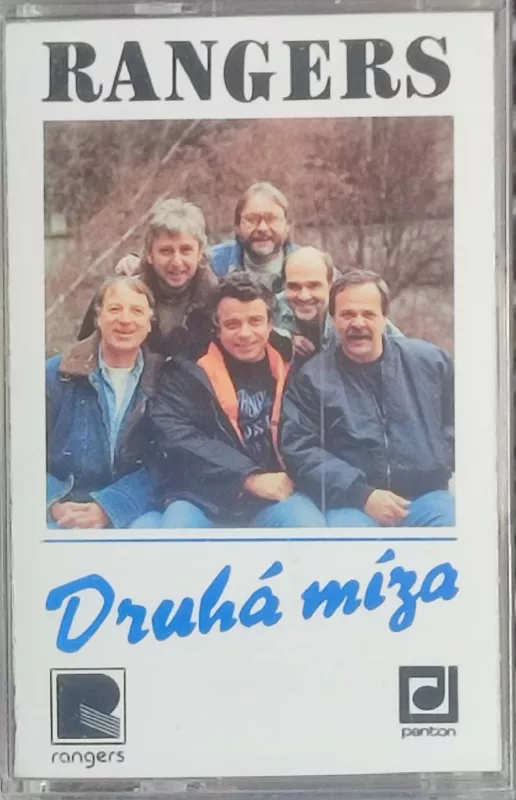 RANGERS
Druhá míza
R
rangers
panton